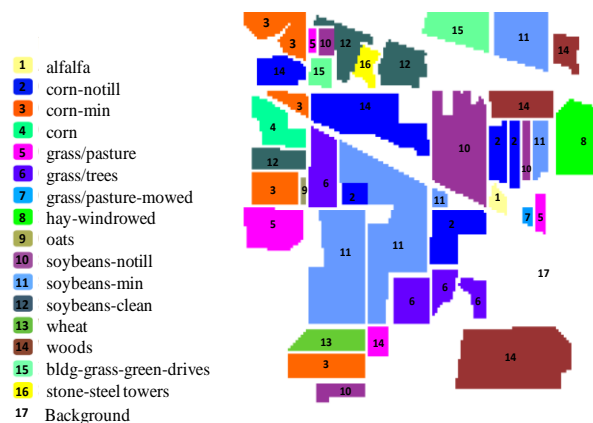 1 alfalfa
2 corn-notill
3 corn-min
4 corn
5 grass/pasture
6 grass/trees
7 grass/pasture-mowed
8 hay-windrowed
9 oats
10 soybeans-notill
11 soybeans-min
12 soybeans-clean
13 wheat
14 woods
15 bldg-grass-green-drives
16 stone-steel towers
17 Background
3
3 5 10 12 15 11 14
14 15 16 12
3 14 14
4 2 2 11 8
12 10 10
3 9 6 2 11 1
5 2 7 5
11 11
17
6 6 6
13 14
3 14
10